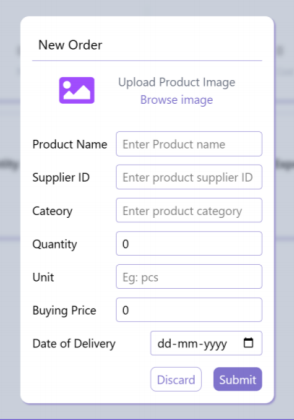 New Order
Upload Product Image
Browse image
Product Name Enter Product name
Supplier ID Enter product supplier ID
Cateory Enter product category
Quantity 0
Unit Eg: pcs
Buying Price 0
Date of Delivery dd-mm-yyyy
Discard Submit